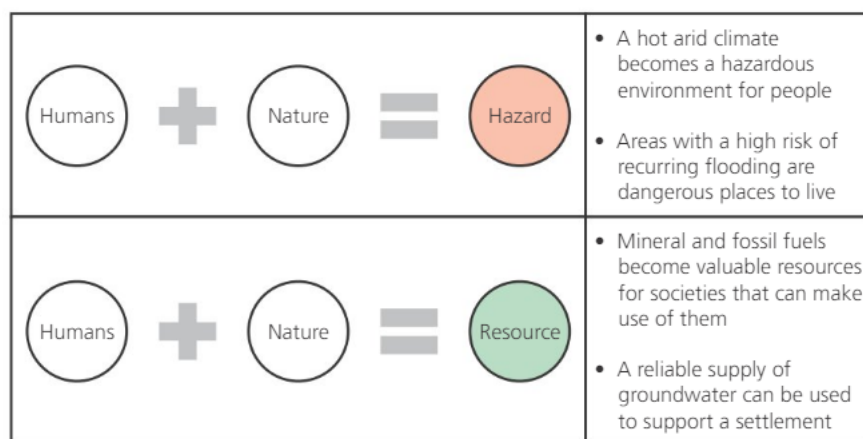 Humans
Nature
Hazard
• A hot arid climate
becomes a hazardous
environment for people
• Areas with a high risk of
recurring flooding are
dangerous places to live
Humans
Nature
Resource
• Mineral and fossil fuels
become valuable resources
for societies that can make
use of them
• A reliable supply of
groundwater can be used
to support a settlement